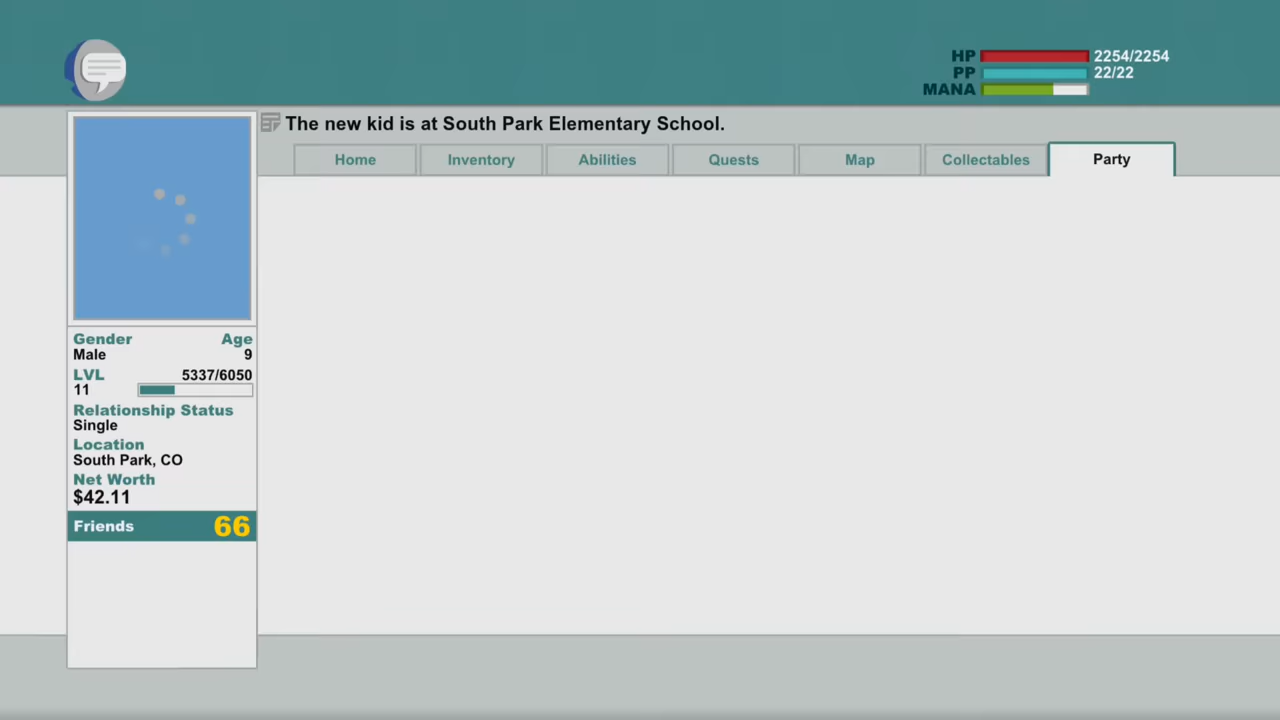 HP 2254/2254
PP 22/22
MANA
The new kid is at South Park Elementary School.
Home Inventory Abilities Quests Map Collectables Party
Gender Age
Male 9
LVL 5337/6050
11
Relationship Status
Single
Location
South Park, CO
Net Worth
$42.11
Friends 66